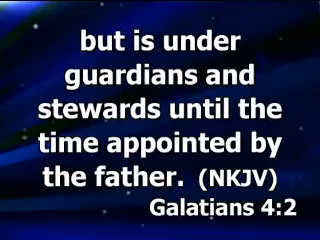 but is under
guardians and
stewards until the
time appointed by
the father. (NKJV)
Galatians 4:2